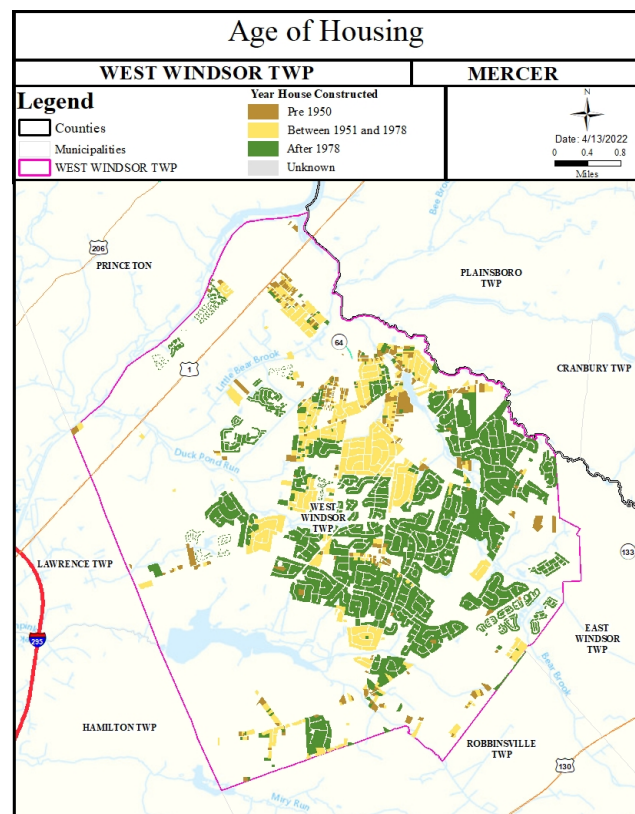 Age of Housing
WEST WINDSOR TWP
MERCER
Legend
Counties
Municipalities
WEST WINDSOR TWP
Year House Constructed
Pre 1950
Between 1951 and 1978
After 1978
Unknown
N
Date: 4/13/2022
0 0.4 0.8
Miles
Bee Brook
206
PRINCETON
PLAINSBORO
TWP
64
1
Little Bear Brook
CRANBURY TWP
Duck Pond Run
WEST
WINDSOR
TWP
133
LAWRENCE TWP
295
EAST
WINDSOR
TWP
Bear Brook
HAMILTON TWP
ROBBINSVILLE
TWP
130
Miry Run